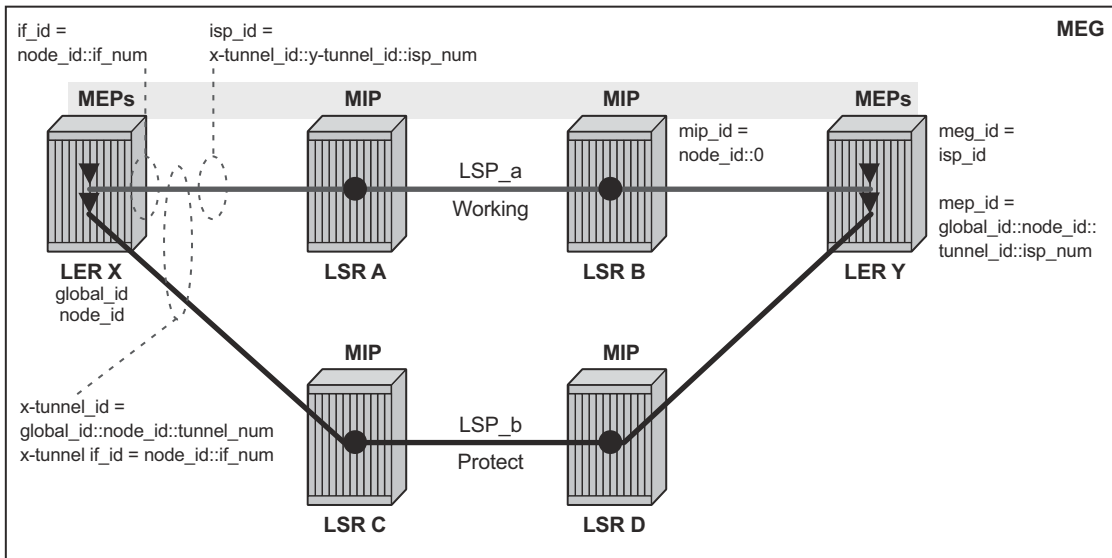 if_id =
node_id::if_num
isp_id =
x-tunnel_id::y-tunnel_id::isp_num
MEG
MEPs
MIP
MIP
MEPs
mip_id =
node_id::0
meg_id =
isp_id
LSP_a
Working
mep_id =
global_id::node_id::
tunnel_id::isp_num
LER X
global_id
node_id
LSR A
LSR B
LER Y
MIP
MIP
x-tunnel_id =
global_id::node_id::tunnel_num
x-tunnel if_id = node_id::if_num
LSP_b
Protect
LSR C
LSR D